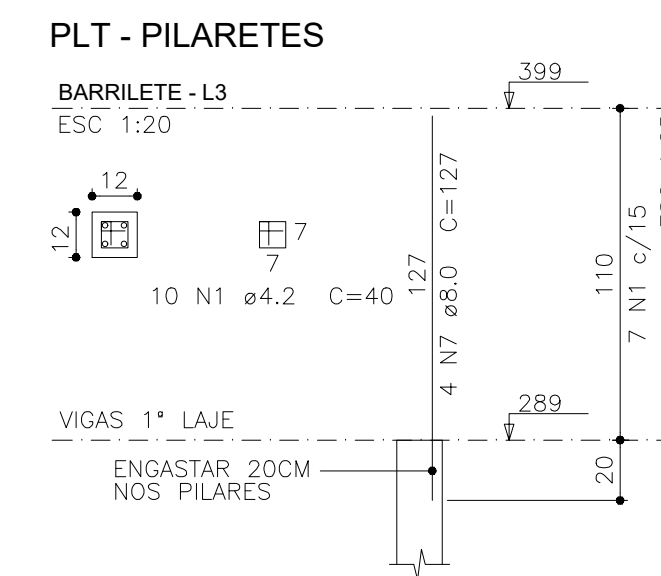 PLT - PILARETES
BARRILETE - L3
ESC 1:20
399
12
12
7
7
10 N1 ø4.2 C=40
127
4 N7 ø8.0 C=127
110
7 N1 c/15
VIGAS 1ª LAJE
289
ENGASTAR 20CM
NOS PILARES
20